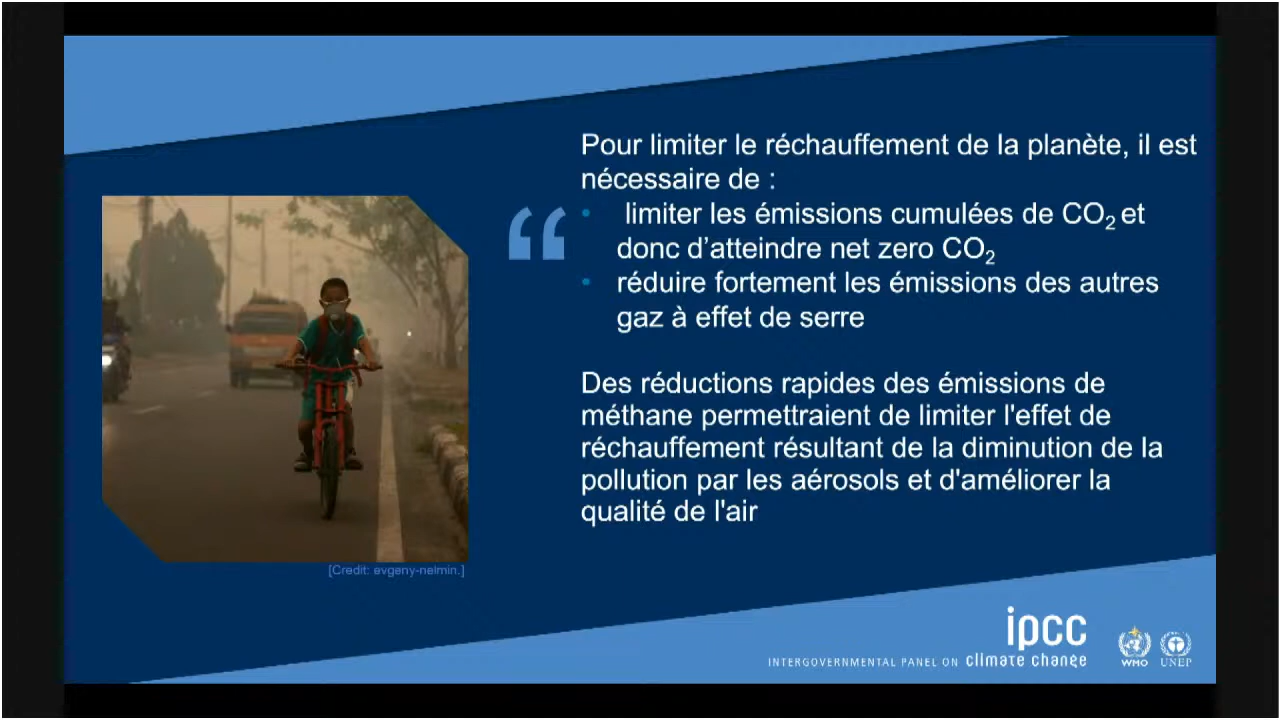 Pour limiter le réchauffement de la planète, il est
nécessaire de :
• limiter les émissions cumulées de CO₂ et
donc d’atteindre net zero CO₂
• réduire fortement les émissions des autres
gaz à effet de serre
Des réductions rapides des émissions de
méthane permettraient de limiter l'effet de
réchauffement résultant de la diminution de la
pollution par les aérosols et d'améliorer la
qualité de l'air
[Credit: evgeny-nelmin.]
ipcc
INTERGOVERNMENTAL PANEL ON climate change
WMO UNEP